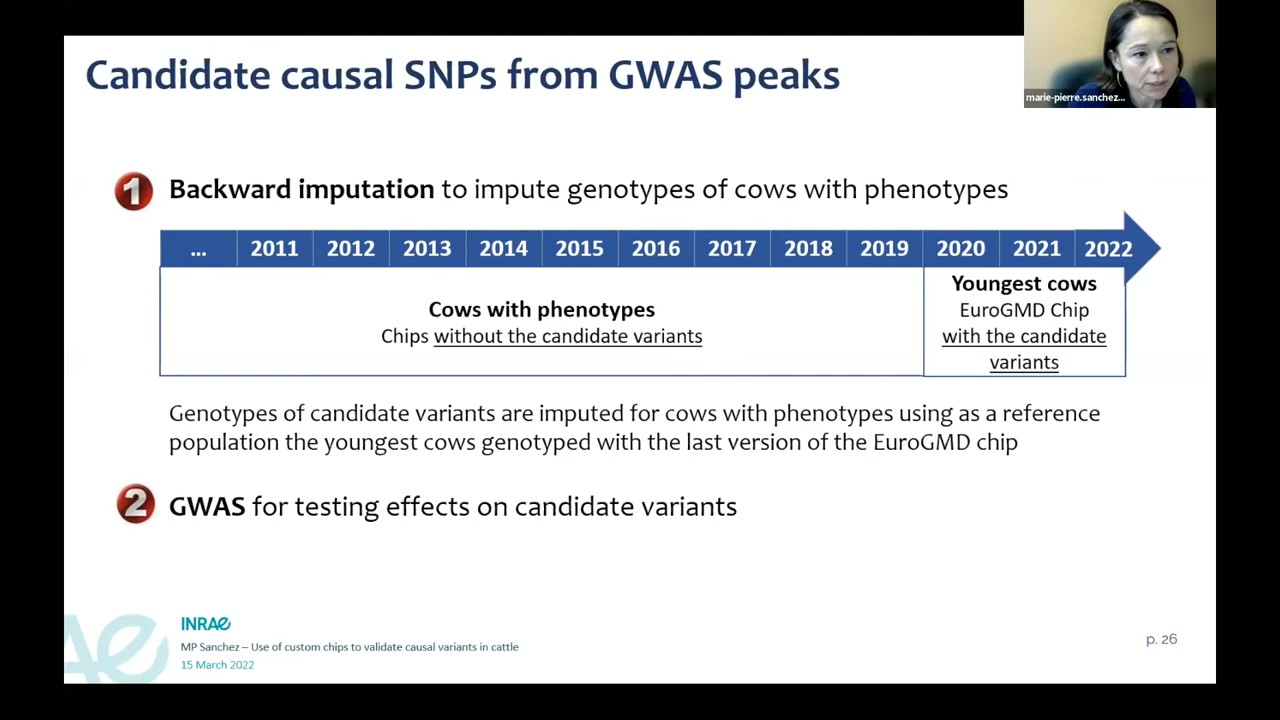 Candidate causal SNPs from GWAS peaks
marie-pierre.sanchez...
1 Backward imputation to impute genotypes of cows with phenotypes
... 2011 2012 2013 2014 2015 2016 2017 2018 2019 2020 2021 2022
Cows with phenotypes
Chips without the candidate variants
Youngest cows
EuroGMD Chip
with the candidate
variants
Genotypes of candidate variants are imputed for cows with phenotypes using as a reference
population the youngest cows genotyped with the last version of the EuroGMD chip
2 GWAS for testing effects on candidate variants
INRAE
MP Sanchez – Use of custom chips to validate causal variants in cattle
15 March 2022
p. 26